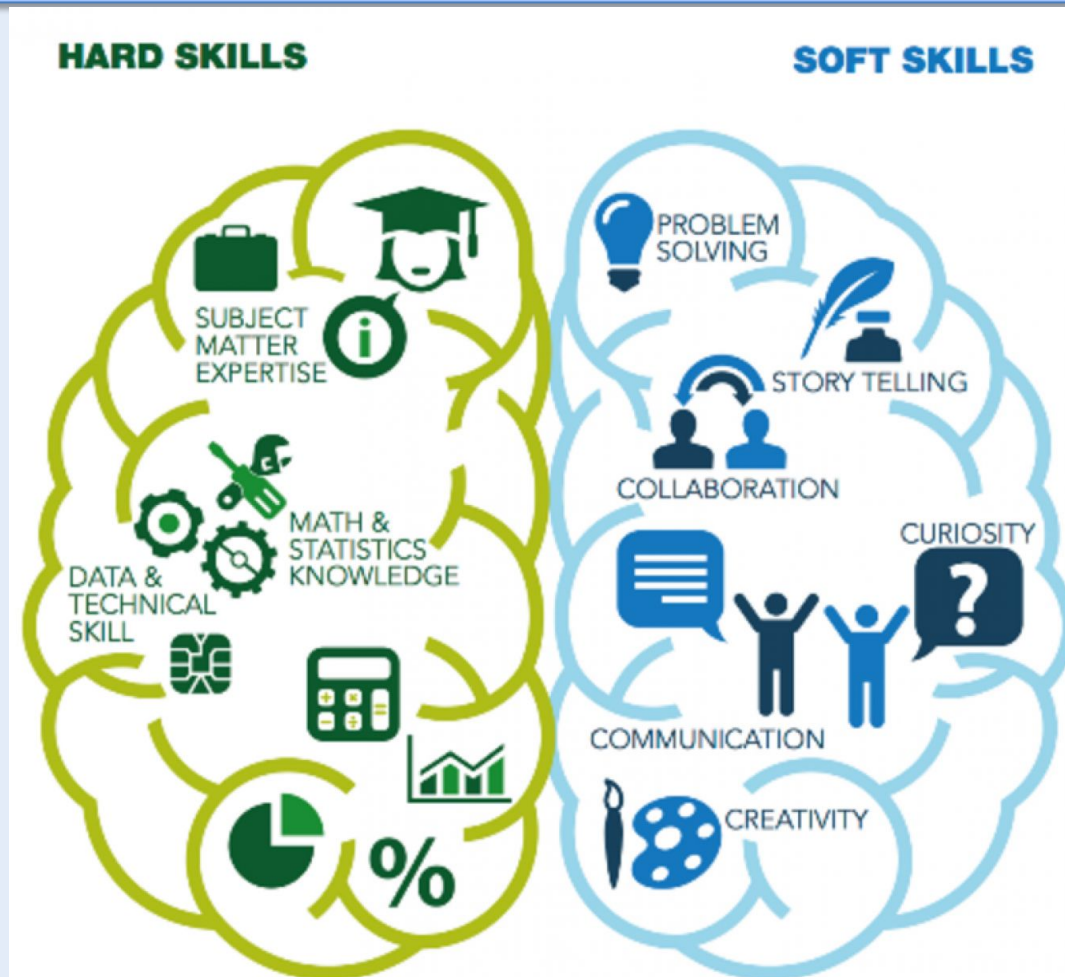 HARD SKILLS
SOFT SKILLS
SUBJECT
MATTER
EXPERTISE
i
MATH &
STATISTICS
KNOWLEDGE
DATA &
TECHNICAL
SKILL
+ × =
− ÷
%
PROBLEM
SOLVING
STORY TELLING
COLLABORATION
CURIOSITY
?
COMMUNICATION
CREATIVITY